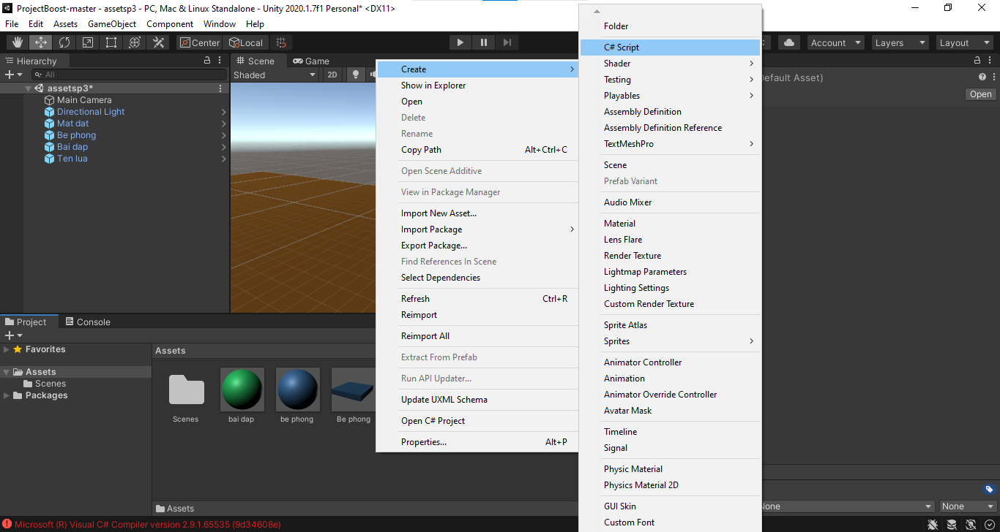 ProjectBoost-master - assetsp3 - PC, Mac & Linux Standalone - Unity 2020.1.7f1 Personal* <DX11>
File Edit Assets GameObject Component Window Help
Center Local Account Layers Layout
Hierarchy
All
assetsp3*
Main Camera
Directional Light
Mat dat
Be phong
Bai dap
Ten lua
Scene Game
Shaded 2D
Create
Show in Explorer
Open
Delete
Rename
Copy Path Alt+Ctrl+C
Open Scene Additive
View in Package Manager
Import New Asset...
Import Package
Export Package...
Find References In Scene
Select Dependencies
Refresh Ctrl+R
Reimport
Reimport All
Extract From Prefab
Run API Updater...
Update UXML Schema
Open C# Project
Properties... Alt+P
Folder
C# Script
Shader
Testing
Playables
Assembly Definition
Assembly Definition Reference
TextMeshPro
Scene
Prefab Variant
Audio Mixer
Material
Lens Flare
Render Texture
Lightmap Parameters
Lighting Settings
Custom Render Texture
Sprite Atlas
Sprites
Animator Controller
Animation
Animator Override Controller
Avatar Mask
Timeline
Signal
Physic Material
Physics Material 2D
GUI Skin
Custom Font
efault Asset)
Open
Project Console
Favorites
Assets
Scenes
Packages
Assets
Scenes bai dap be phong Be phong
Assets
None None
Microsoft (R) Visual C# Compiler version 2.9.1.65535 (9d34608e)